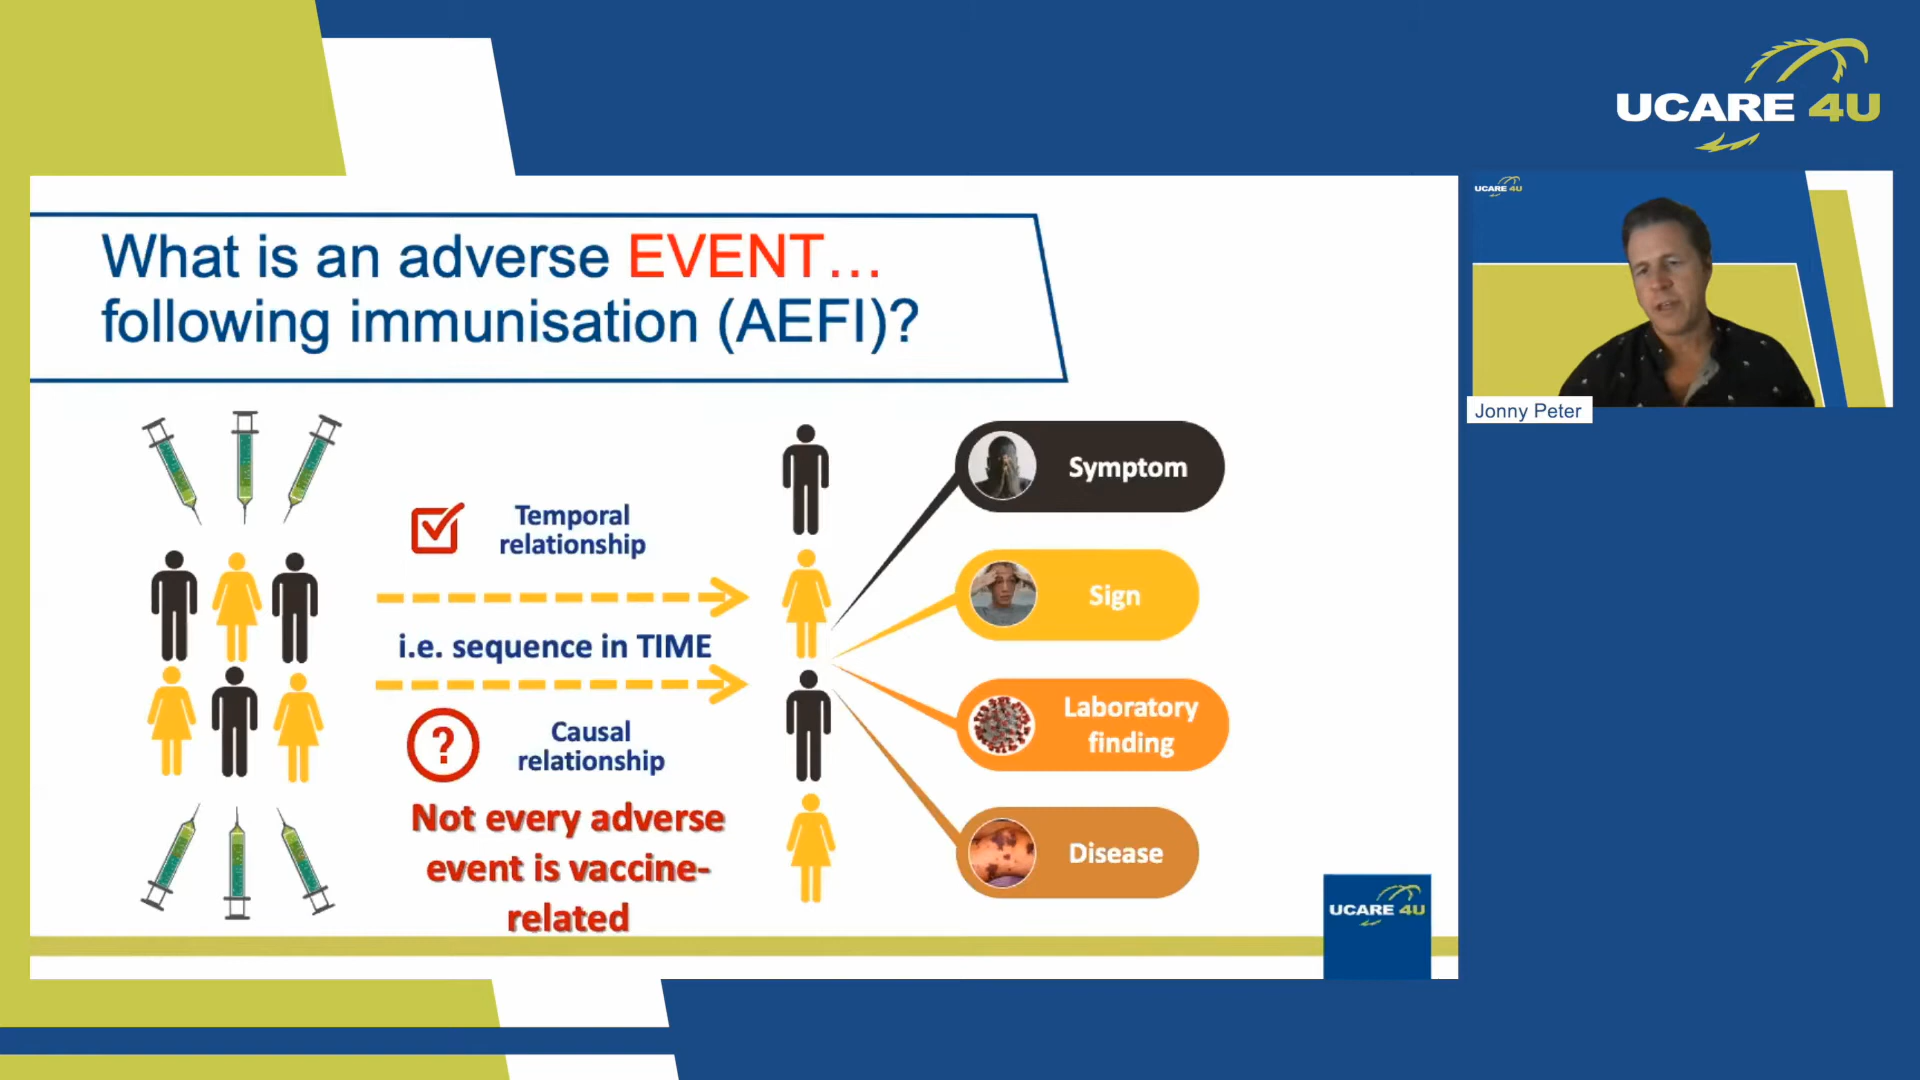 UCARE 4U
UCARE 4U
Jonny Peter
What is an adverse EVENT...
following immunisation (AEFI)?
Temporal
relationship
i.e. sequence in TIME
Causal
relationship
Not every adverse
event is vaccine-
related
Symptom
Sign
Laboratory
finding
Disease
UCARE 4U